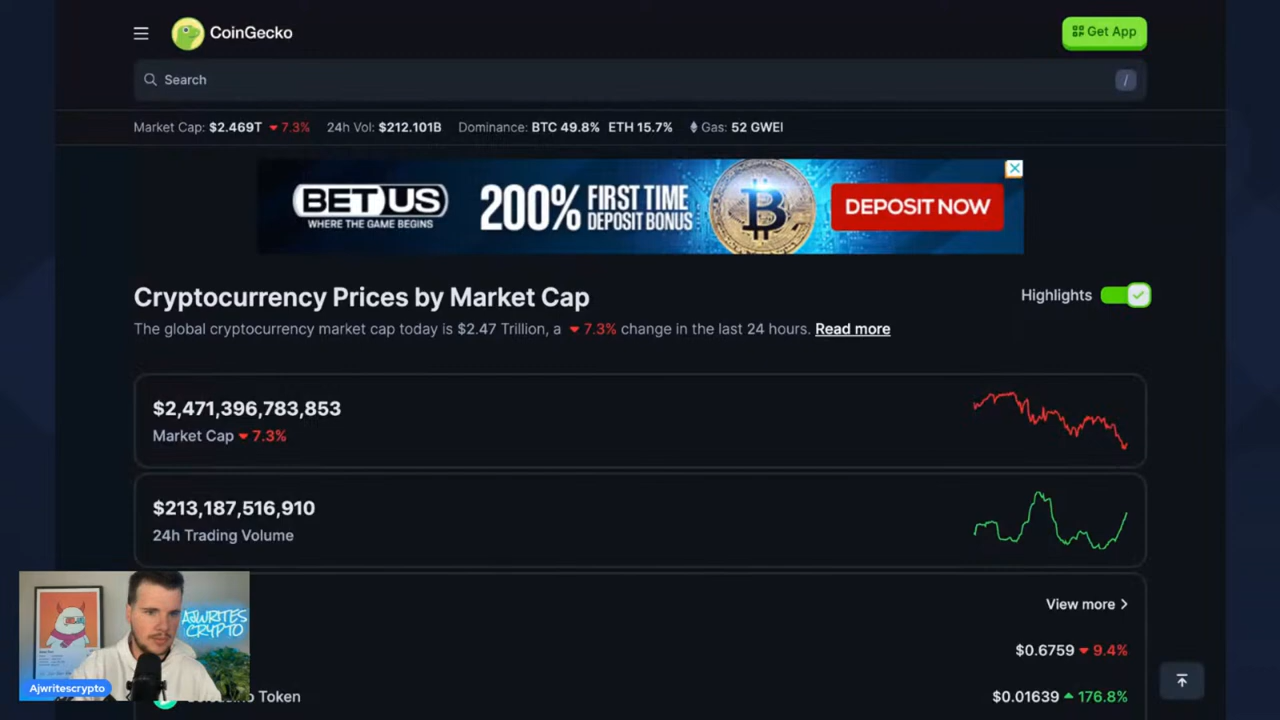 CoinGecko
Get App
Search
/
Market Cap: $2.469T 7.3% 24h Vol: $212.101B Dominance: BTC 49.8% ETH 15.7% Gas: 52 GWEI
BETUS
WHERE THE GAME BEGINS
200% FIRST TIME DEPOSIT BONUS
DEPOSIT NOW
Cryptocurrency Prices by Market Cap
Highlights
The global cryptocurrency market cap today is $2.47 Trillion, a 7.3% change in the last 24 hours. Read more
$2,471,396,783,853
Market Cap 7.3%
$213,187,516,910
24h Trading Volume
View more
$0.6759 9.4%
Token
$0.01639 176.8%
AJWRITES
CRYPTO
Ajwritescrypto